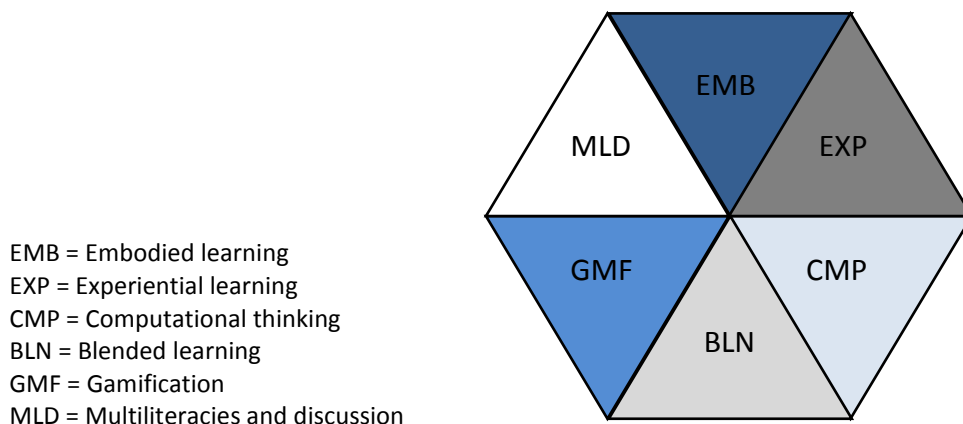 EMB
MLD
EXP
GMF
CMP
BLN
EMB = Embodied learning
EXP = Experiential learning
CMP = Computational thinking
BLN = Blended learning
GMF = Gamification
MLD = Multiliteracies and discussion